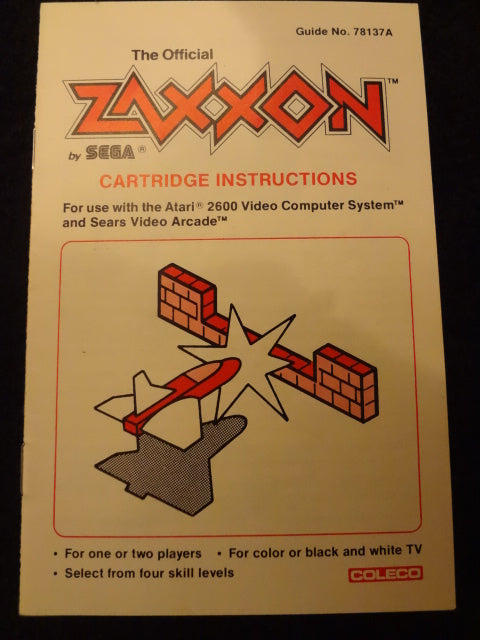 Guide No. 78137A
The Official
ZAXXON™
by SEGA®
CARTRIDGE INSTRUCTIONS
For use with the Atari® 2600 Video Computer System™
and Sears Video Arcade™
• For one or two players • For color or black and white TV
• Select from four skill levels
COLECO